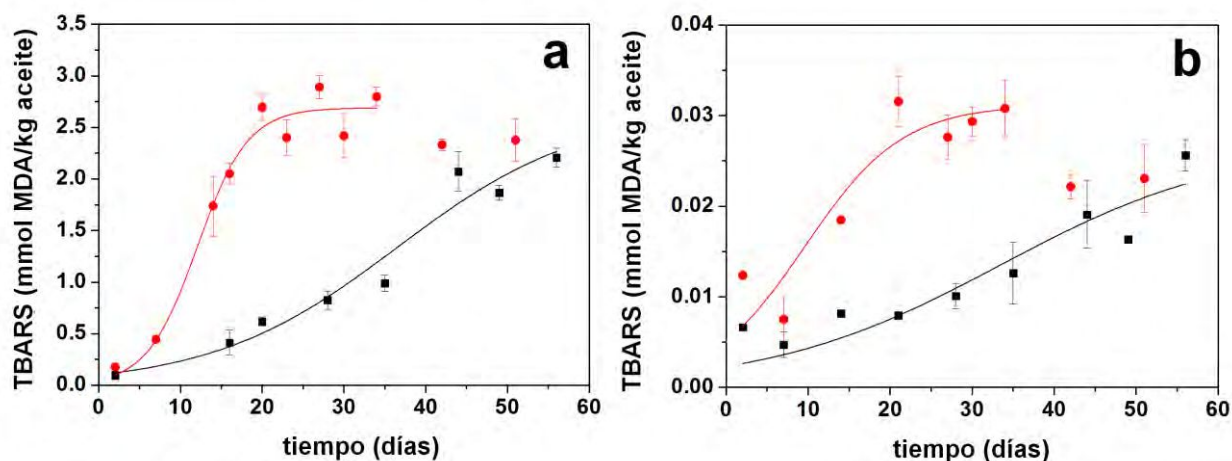 a
TBARS (mmol MDA/kg aceite)
3.5
3.0
2.5
2.0
1.5
1.0
0.5
0.0
0 10 20 30 40 50 60
tiempo (días)
b
TBARS (mmol MDA/kg aceite)
0.04
0.03
0.02
0.01
0.00
0 10 20 30 40 50 60
tiempo (días)